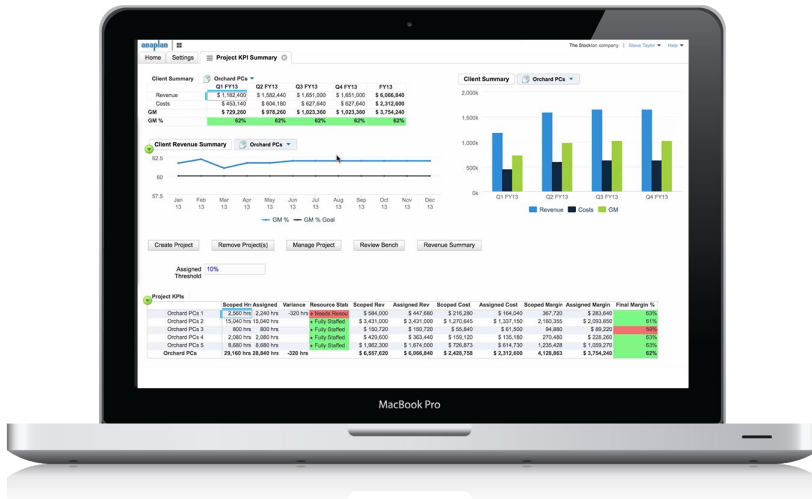 anaplan
The Stockton company | Steve Taylor Help
Home Settings Project KPI Summary
Client Summary Orchard PCs
Q1 FY13 Q2 FY13 Q3 FY13 Q4 FY13 FY13
Revenue $ 1,182,400 $ 1,582,440 $ 1,651,000 $ 1,651,000 $ 6,066,840
Costs $ 453,140 $ 604,180 $ 627,640 $ 627,640 $ 2,312,600
GM $ 729,260 $ 978,260 $ 1,023,360 $ 1,023,360 $ 3,754,240
GM % 62% 62% 62% 62% 62%
Client Summary Orchard PCs
2,000k
1,500k
1,000k
500k
0k
Q1 FY13 Q2 FY13 Q3 FY13 Q4 FY13
Revenue Costs GM
Client Revenue Summary Orchard PCs
62.5
60
57.5
Jan 13 Feb 13 Mar 13 Apr 13 May 13 Jun 13 Jul 13 Aug 13 Sep 13 Oct 13 Nov 13 Dec 13
GM % GM % Goal
Create Project Remove Project(s) Manage Project Review Bench Revenue Summary
Assigned 10%
Threshold
Project KPIs
Scoped Hrs Assigned Variance Resource Stat Scoped Rev Assigned Rev Scoped Cost Assigned Cost Scoped Margin Assigned Margin Final Margin %
Orchard PCs 1 2,560 hrs 2,240 hrs -320 hrs Needs Resou $ 584,000 $ 447,660 $ 216,280 $ 164,040 367,720 $ 283,640 63%
Orchard PCs 2 15,040 hrs 15,040 hrs Fully Staffed $ 3,431,000 $ 3,431,000 $ 1,270,645 $ 1,337,150 2,160,355 $ 2,093,850 61%
Orchard PCs 3 800 hrs 800 hrs Fully Staffed $ 150,720 $ 150,720 $ 55,840 $ 61,500 94,880 $ 89,220 59%
Orchard PCs 4 2,080 hrs 2,080 hrs Fully Staffed $ 429,600 $ 363,440 $ 159,120 $ 135,180 270,480 $ 228,260 63%
Orchard PCs 5 8,680 hrs 8,680 hrs Fully Staffed $ 1,962,300 $ 1,674,000 $ 726,873 $ 614,730 1,235,428 $ 1,059,270 63%
Orchard PCs 29,160 hrs 28,840 hrs -320 hrs $ 6,557,620 $ 6,066,840 $ 2,428,758 $ 2,312,600 4,128,863 $ 3,754,240 62%
MacBook Pro